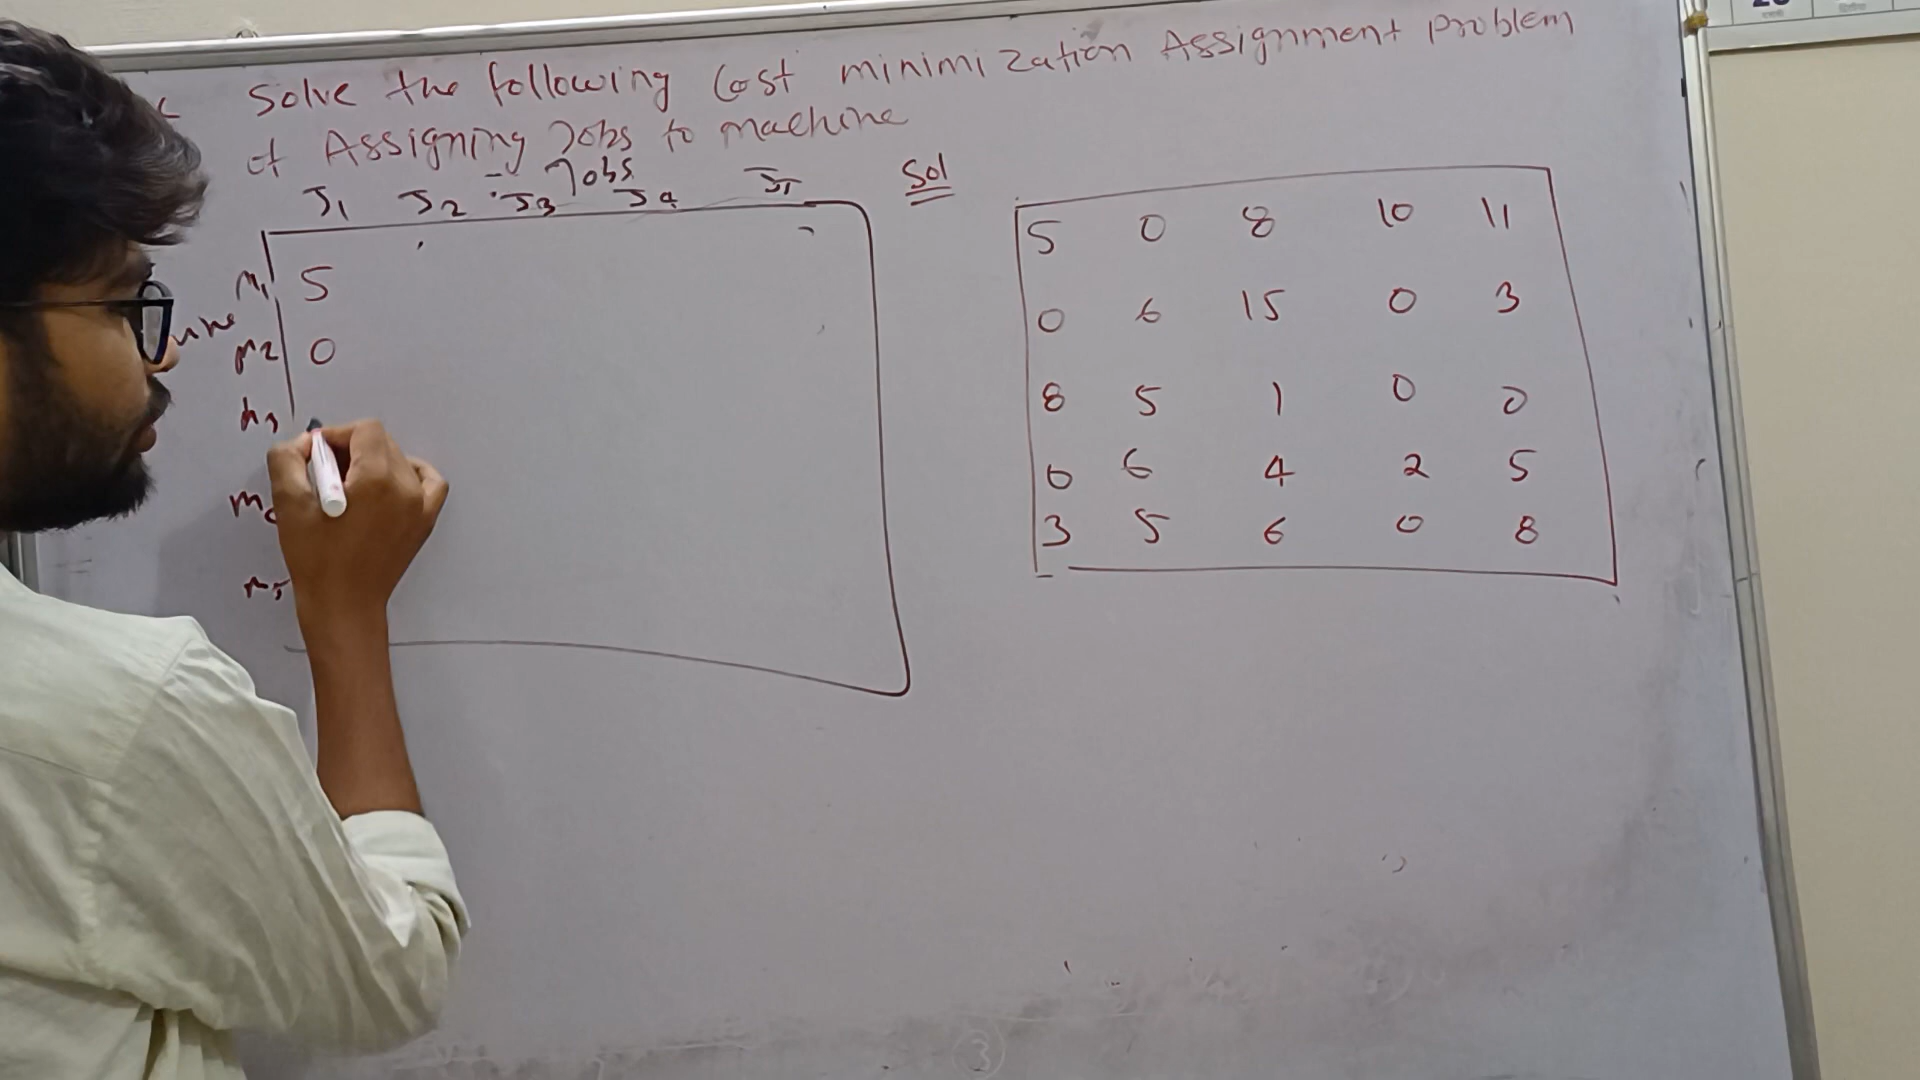 Solve the following Cost minimization Assignment problem
of Assigning Jobs to machine
Jobs
J1 J2 J3 J4 J5
M1 5
M2 0
M3
M4
M5
Sol
5 0 8 10 11
0 6 15 0 3
8 5 1 0 0
0 6 4 2 5
3 5 6 0 8
3